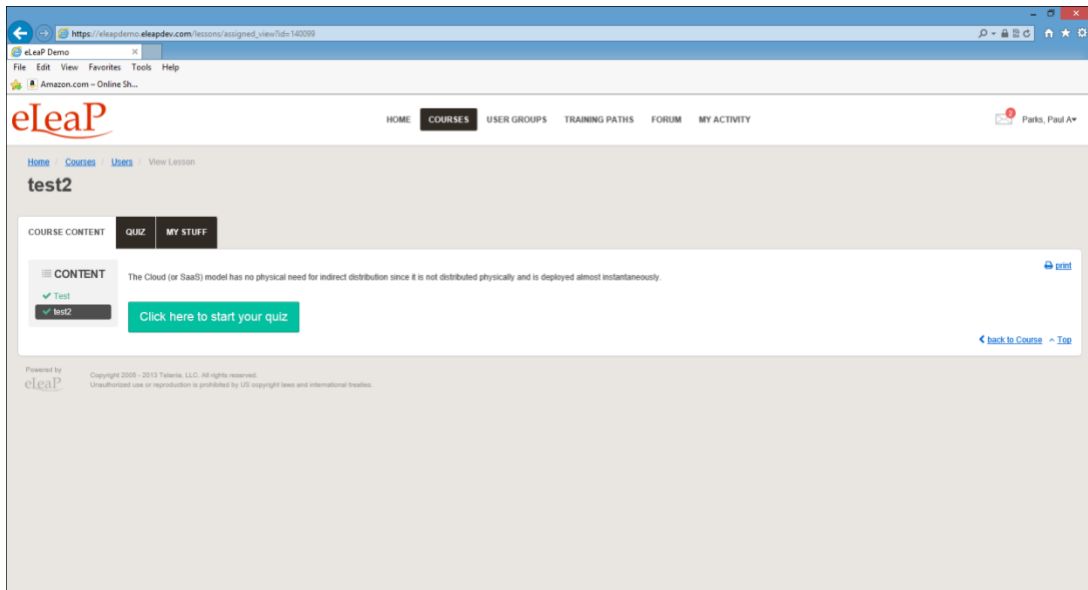 https://eleapdemo.eleapdev.com/lessons/assigned_view?id=140099
eLeaP Demo
File Edit View Favorites Tools Help
Amazon.com – Online Sh...
eLeaP
HOME COURSES USER GROUPS TRAINING PATHS FORUM MY ACTIVITY
2
Parks, Paul A
Home / Courses / Users / View Lesson
test2
COURSE CONTENT QUIZ MY STUFF
CONTENT
Test
test2
The Cloud (or SaaS) model has no physical need for indirect distribution since it is not distributed physically and is deployed almost instantaneously.
print
Click here to start your quiz
back to Course Top
Powered by
eLeaP
Copyright 2005 - 2013 Telania, LLC. All rights reserved.
Unauthorized use or reproduction is prohibited by US copyright laws and international treaties.